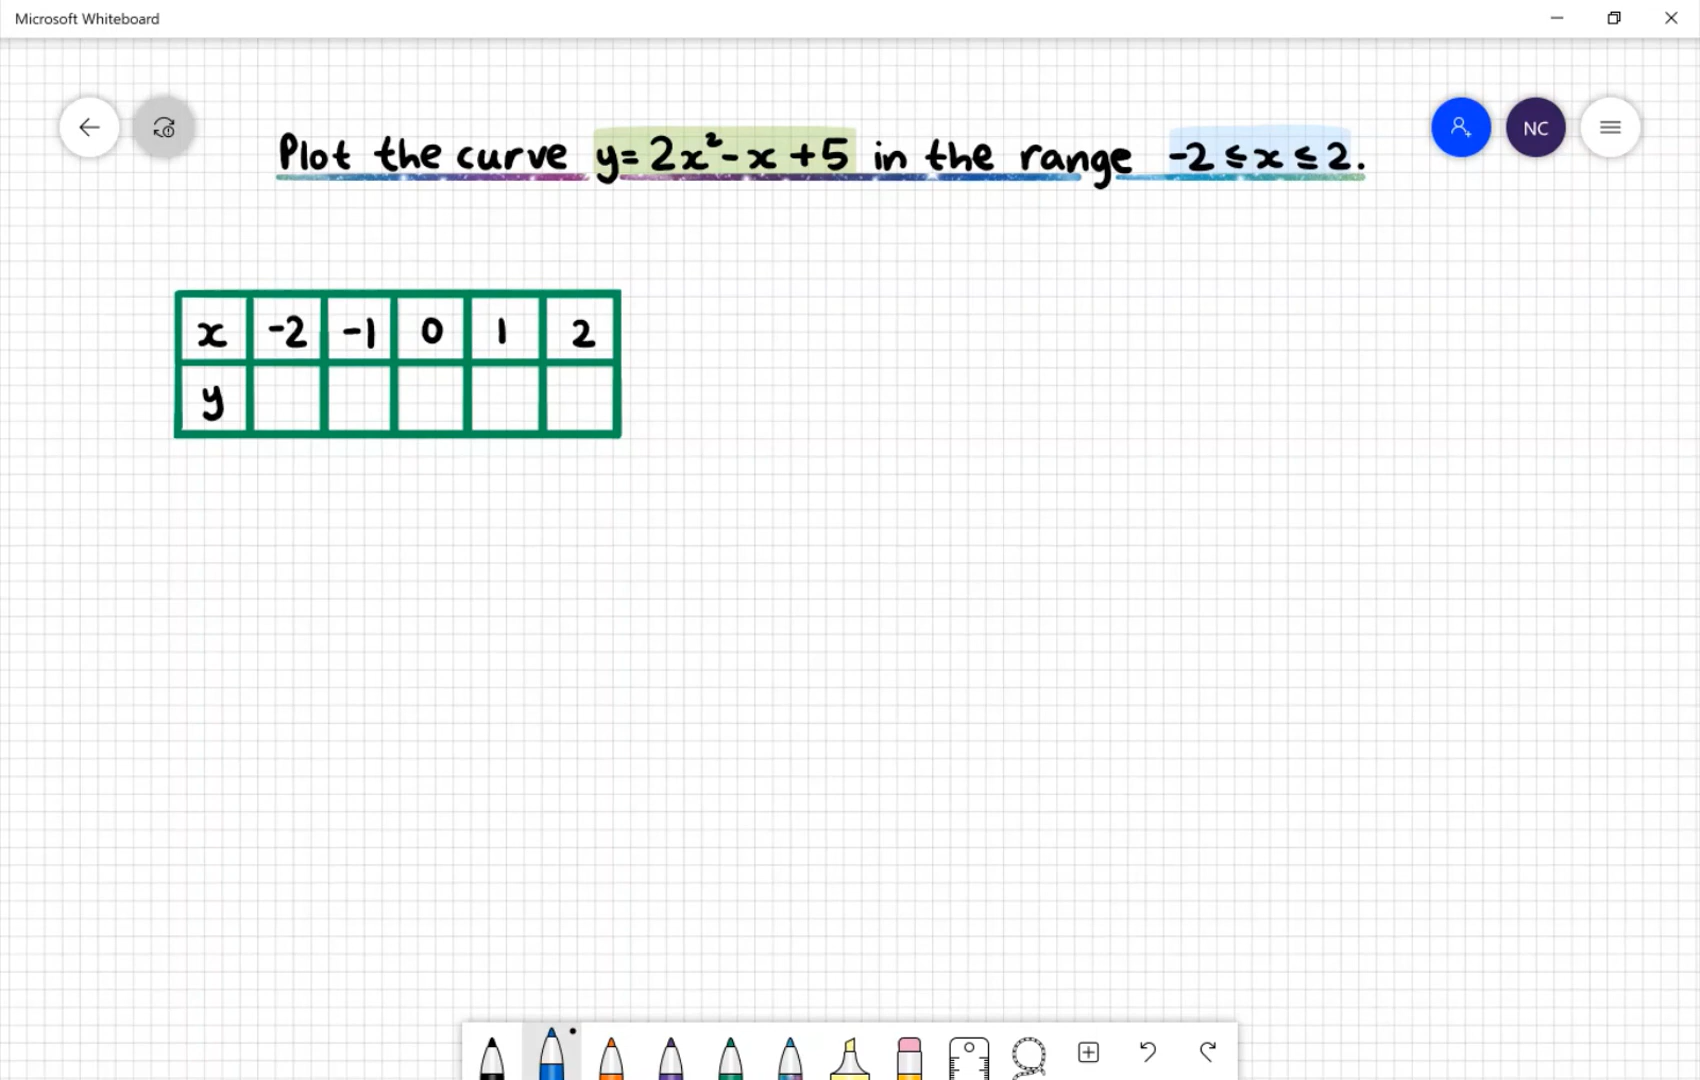 Microsoft Whiteboard
Plot the curve y=2x²-x+5 in the range -2≤x≤2.
NC
x -2 -1 0 1 2
y